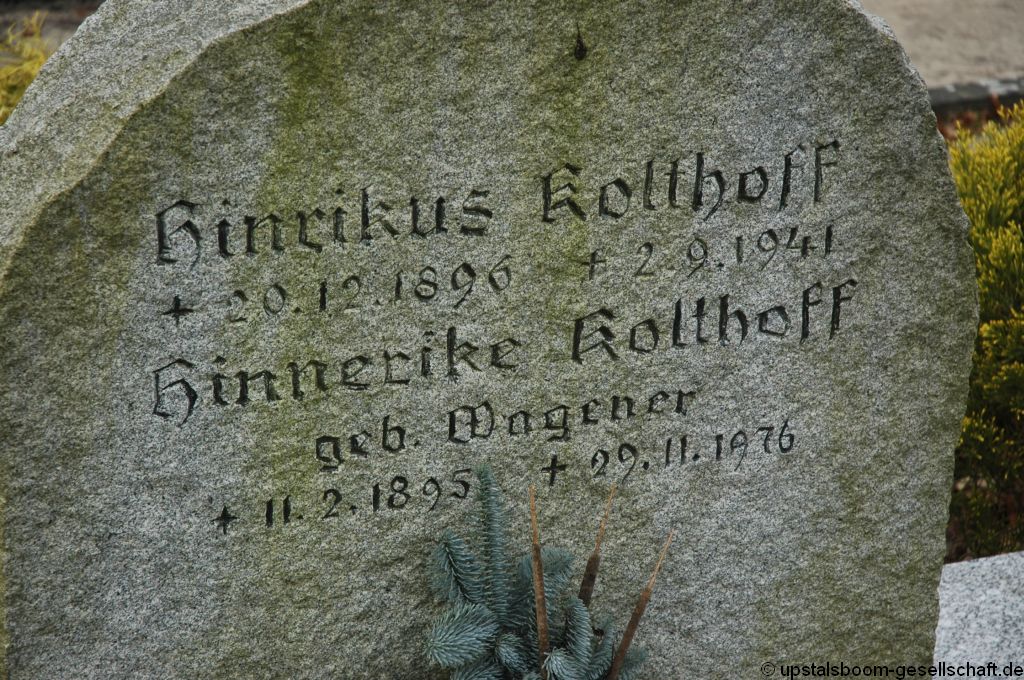 Hinrikus Kolthoff
+ 20.12.1896 + 2.9.1941
Hinnerike Kolthoff
geb. Wagener
+ 11.2.1895 + 29.11.1976
© upstalsboom-gesellschaft.de